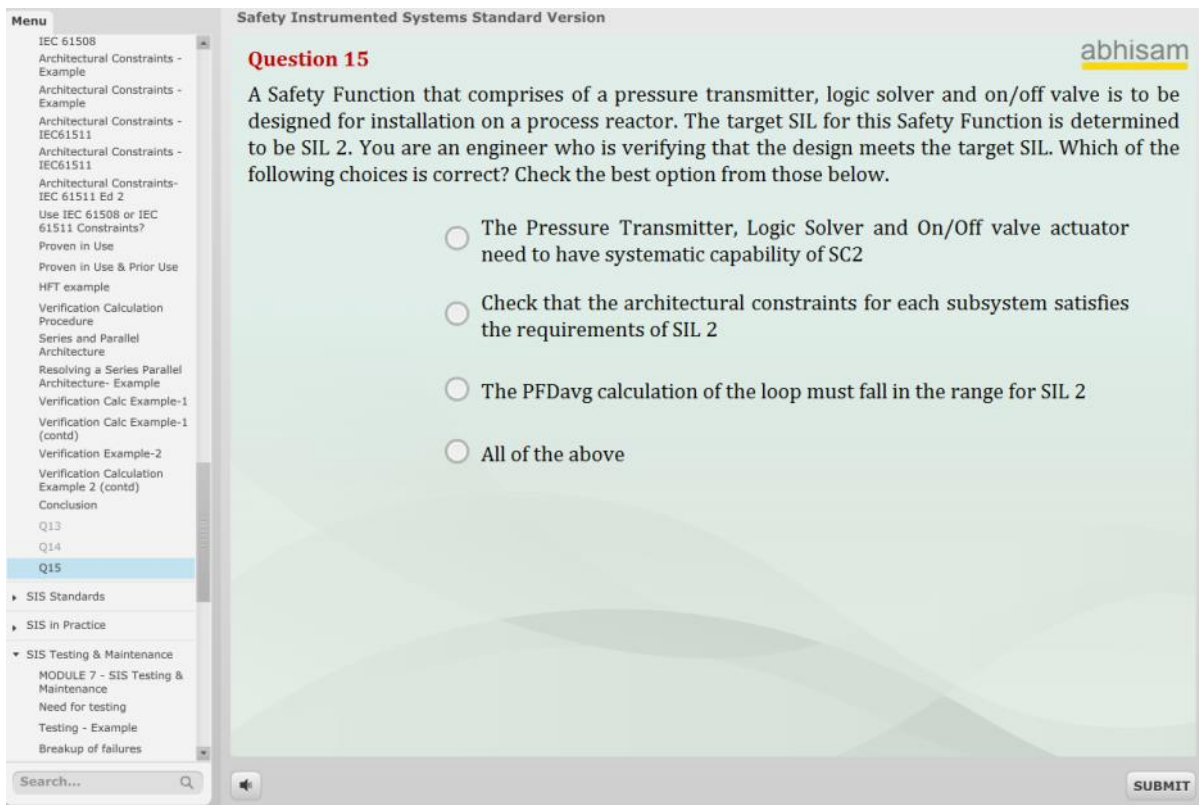 Menu
IEC 61508
Architectural Constraints -
Example
Architectural Constraints -
Example
Architectural Constraints -
IEC61511
Architectural Constraints -
IEC61511
Architectural Constraints-
IEC 61511 Ed 2
Use IEC 61508 or IEC
61511 Constraints?
Proven in Use
Proven in Use & Prior Use
HFT example
Verification Calculation
Procedure
Series and Parallel
Architecture
Resolving a Series Parallel
Architecture- Example
Verification Calc Example-1
Verification Calc Example-1
(contd)
Verification Example-2
Verification Calculation
Example 2 (contd)
Conclusion
Q13
Q14
Q15
SIS Standards
SIS in Practice
SIS Testing & Maintenance
MODULE 7 - SIS Testing &
Maintenance
Need for testing
Testing - Example
Breakup of failures
Search...
Safety Instrumented Systems Standard Version
abhisam
Question 15
A Safety Function that comprises of a pressure transmitter, logic solver and on/off valve is to be
designed for installation on a process reactor. The target SIL for this Safety Function is determined
to be SIL 2. You are an engineer who is verifying that the design meets the target SIL. Which of the
following choices is correct? Check the best option from those below.
The Pressure Transmitter, Logic Solver and On/Off valve actuator
need to have systematic capability of SC2
Check that the architectural constraints for each subsystem satisfies
the requirements of SIL 2
The PFDavg calculation of the loop must fall in the range for SIL 2
All of the above
SUBMIT